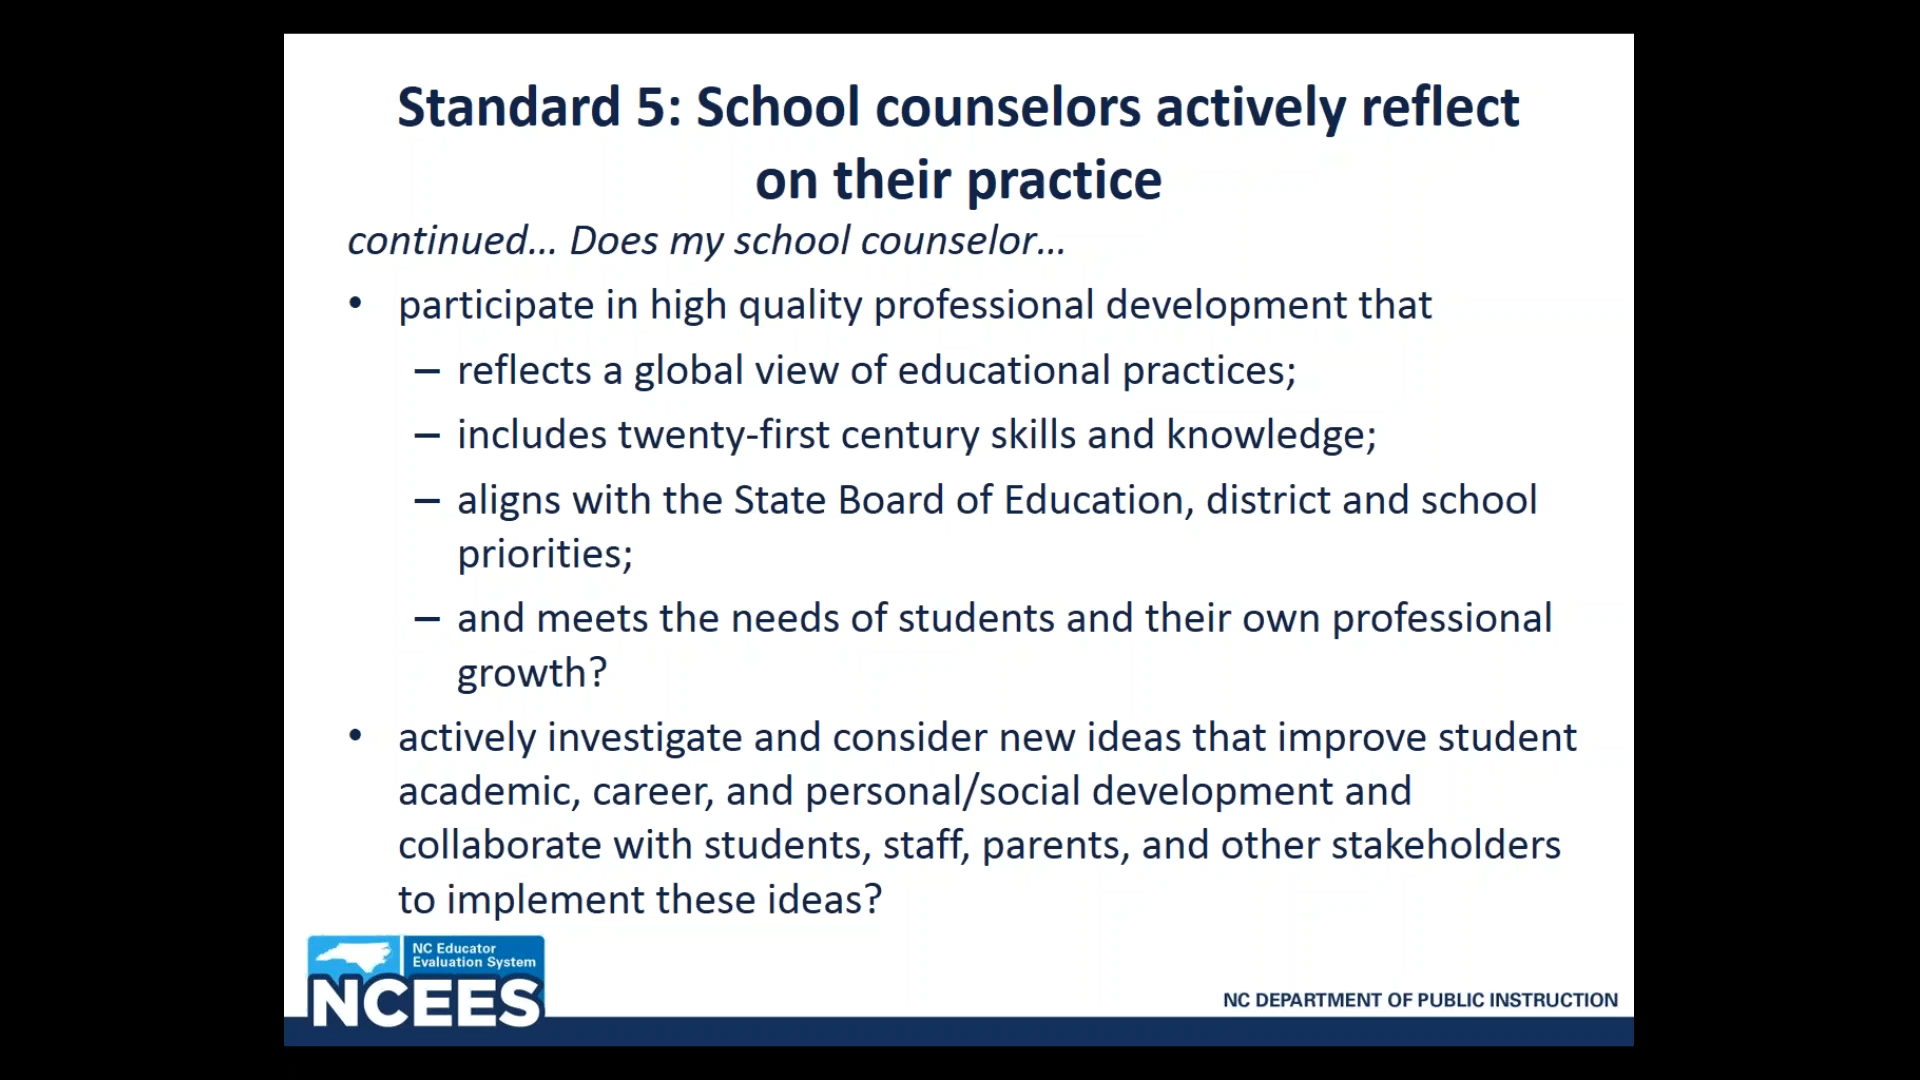 Standard 5: School counselors actively reflect
on their practice
continued... Does my school counselor...
• participate in high quality professional development that
– reflects a global view of educational practices;
– includes twenty-first century skills and knowledge;
– aligns with the State Board of Education, district and school
priorities;
– and meets the needs of students and their own professional
growth?
• actively investigate and consider new ideas that improve student
academic, career, and personal/social development and
collaborate with students, staff, parents, and other stakeholders
to implement these ideas?
NC Educator
Evaluation System
NCEES
NC DEPARTMENT OF PUBLIC INSTRUCTION